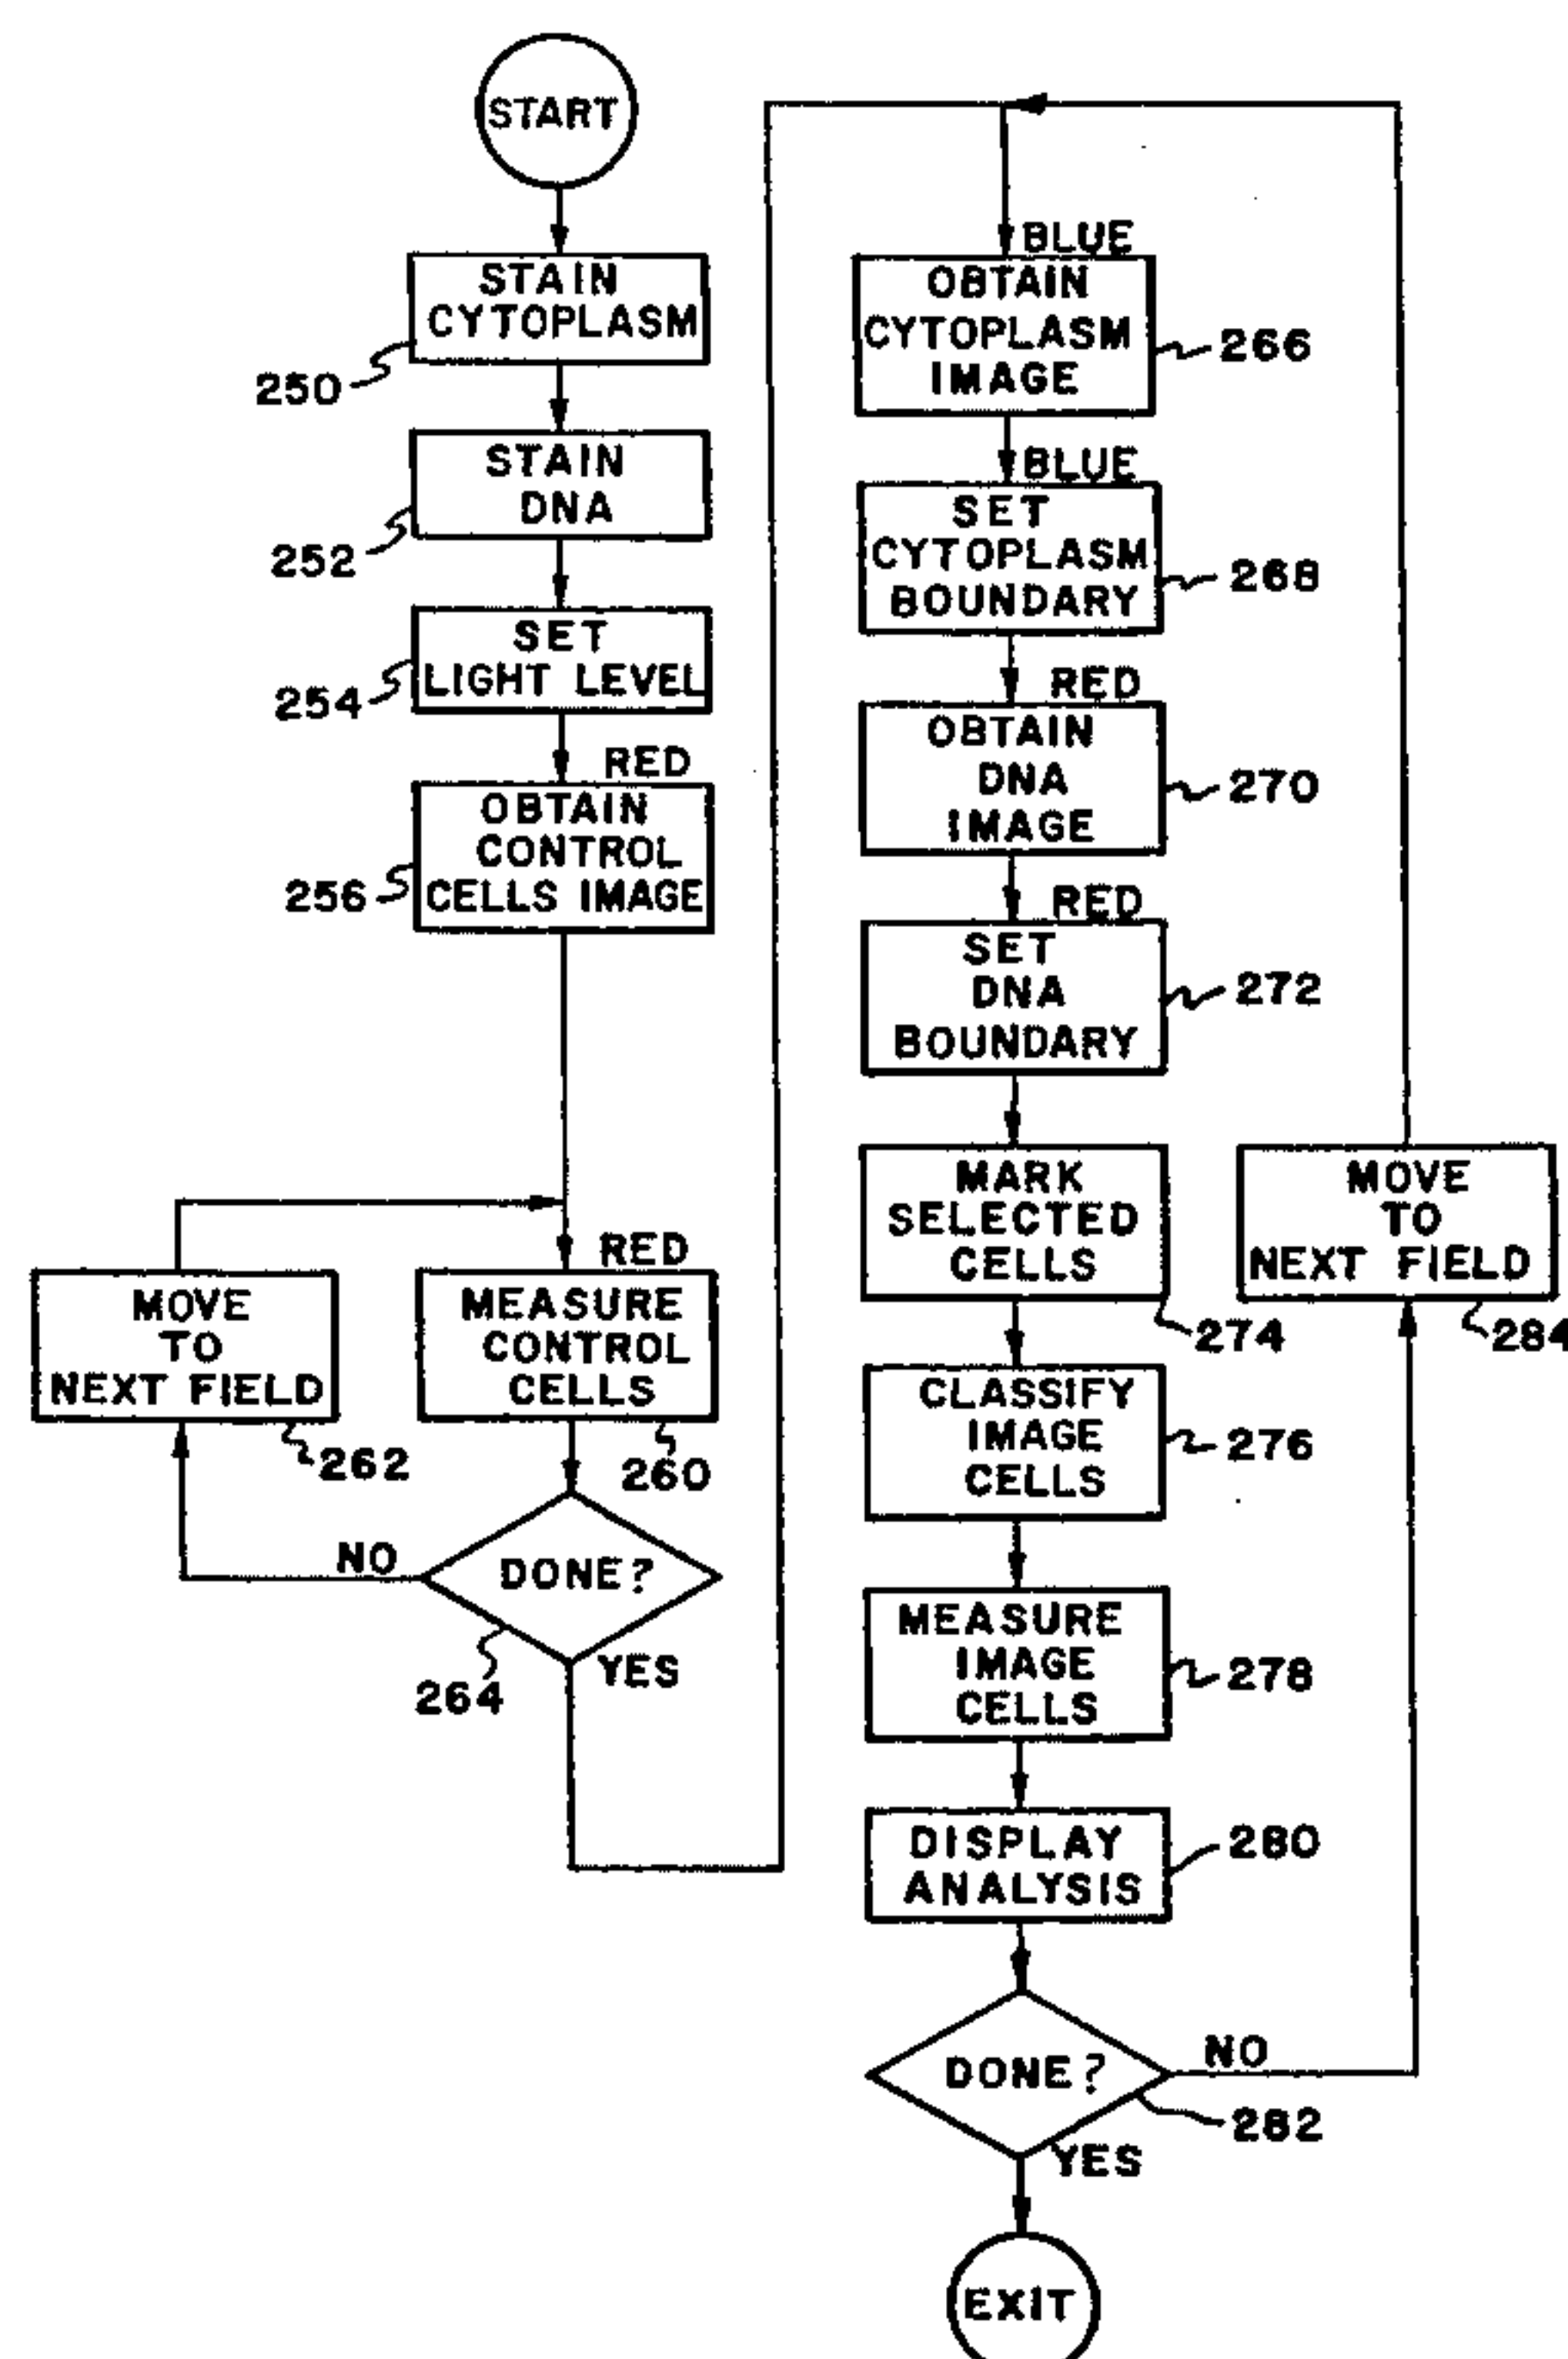 START
STAIN
CYTOPLASM
250
STAIN
DNA
252
SET
LIGHT LEVEL
254
RED
OBTAIN
CONTROL
CELLS IMAGE
256
RED
MEASURE
CONTROL
CELLS
260
MOVE
TO
NEXT FIELD
262
DONE?
NO
YES
264
BLUE
OBTAIN
CYTOPLASM
IMAGE
266
BLUE
SET
CYTOPLASM
BOUNDARY
268
RED
OBTAIN
DNA
IMAGE
270
RED
SET
DNA
BOUNDARY
272
MARK
SELECTED
CELLS
274
MOVE
TO
NEXT FIELD
284
CLASSIFY
IMAGE
CELLS
276
MEASURE
IMAGE
CELLS
278
DISPLAY
ANALYSIS
280
DONE?
NO
282
YES
EXIT